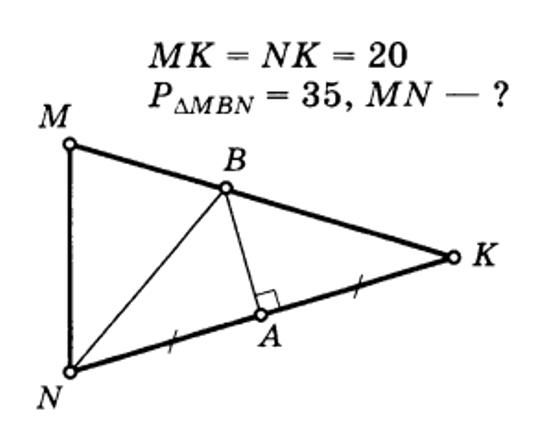 MK = NK = 20
P△MBN = 35, MN — ?
M
B
K
A
N